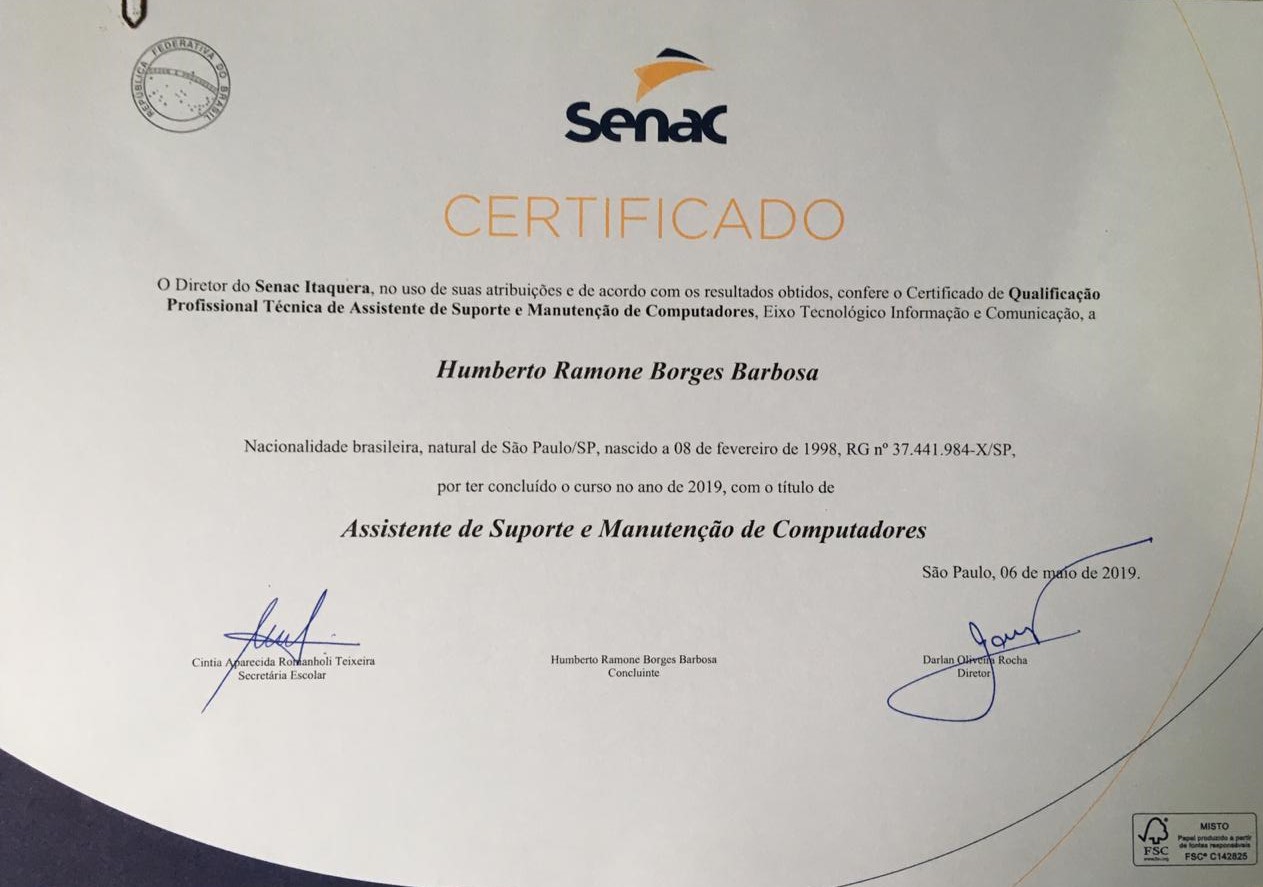 REPÚBLICA FEDERATIVA DO BRASIL
Senac
CERTIFICADO
O Diretor do Senac Itaquera, no uso de suas atribuições e de acordo com os resultados obtidos, confere o Certificado de Qualificação
Profissional Técnica de Assistente de Suporte e Manutenção de Computadores, Eixo Tecnológico Informação e Comunicação, a
Humberto Ramone Borges Barbosa
Nacionalidade brasileira, natural de São Paulo/SP, nascido a 08 de fevereiro de 1998, RG nº 37.441.984-X/SP,
por ter concluído o curso no ano de 2019, com o título de
Assistente de Suporte e Manutenção de Computadores
São Paulo, 06 de maio de 2019.
Cintia Aparecida Romanholi Teixeira
Secretária Escolar
Humberto Ramone Borges Barbosa
Concluinte
Darlan Oliveira Rocha
Diretor
MISTO
Papel produzido a partir
de fontes responsáveis
FSC® C142825
FSC